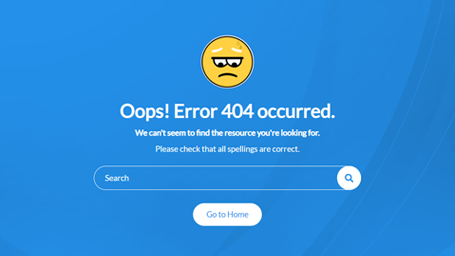 Oops! Error 404 occurred.
We can't seem to find the resource you're looking for.
Please check that all spellings are correct.
Search
Go to Home